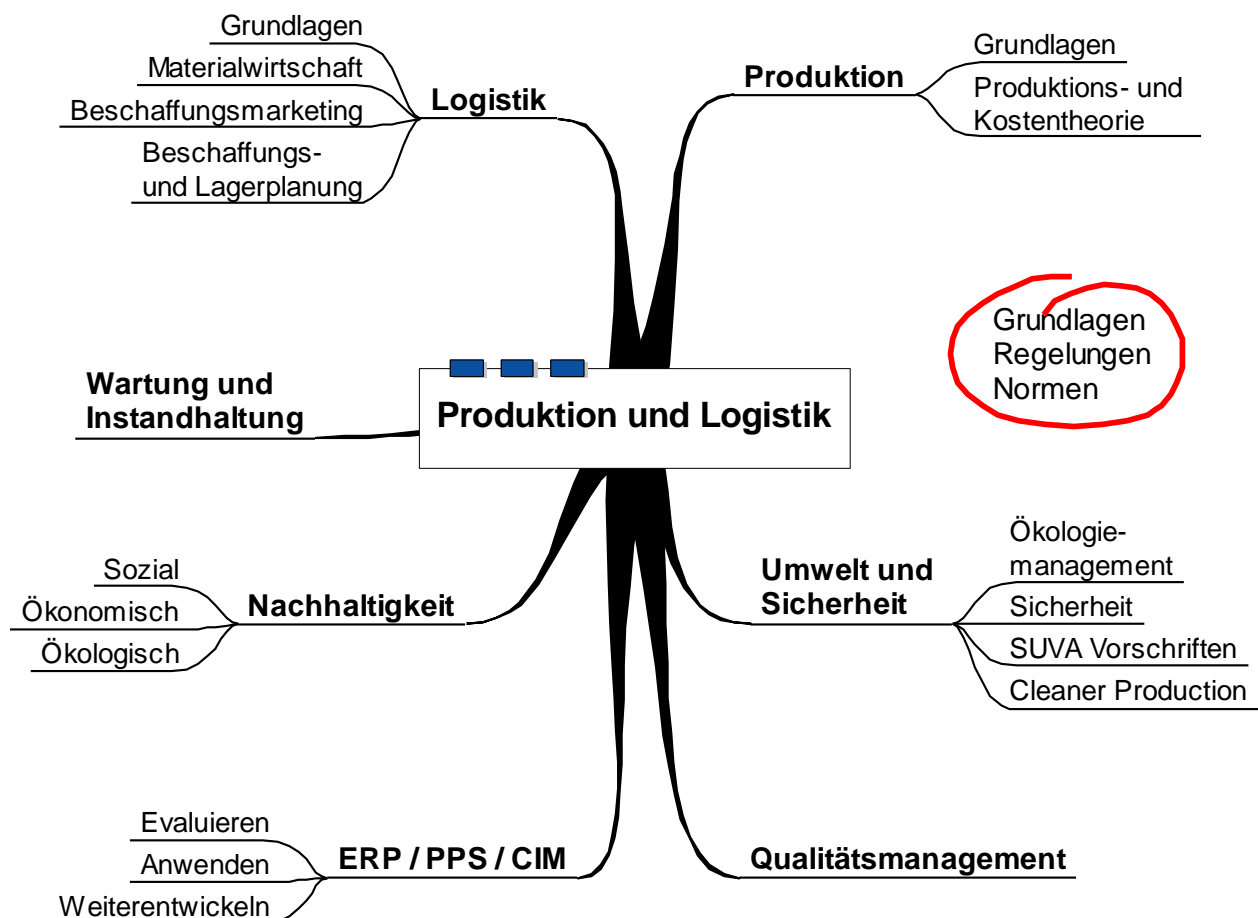 Grundlagen
Materialwirtschaft
Beschaffungsmarketing
Beschaffungs-
und Lagerplanung
Logistik
Produktion
Grundlagen
Produktions- und
Kostentheorie
Grundlagen
Regelungen
Normen
Wartung und
Instandhaltung
Produktion und Logistik
Sozial
Ökonomisch
Ökologisch
Nachhaltigkeit
Umwelt und
Sicherheit
Ökologie-
management
Sicherheit
SUVA Vorschriften
Cleaner Production
Evaluieren
Anwenden
Weiterentwickeln
ERP / PPS / CIM
Qualitätsmanagement